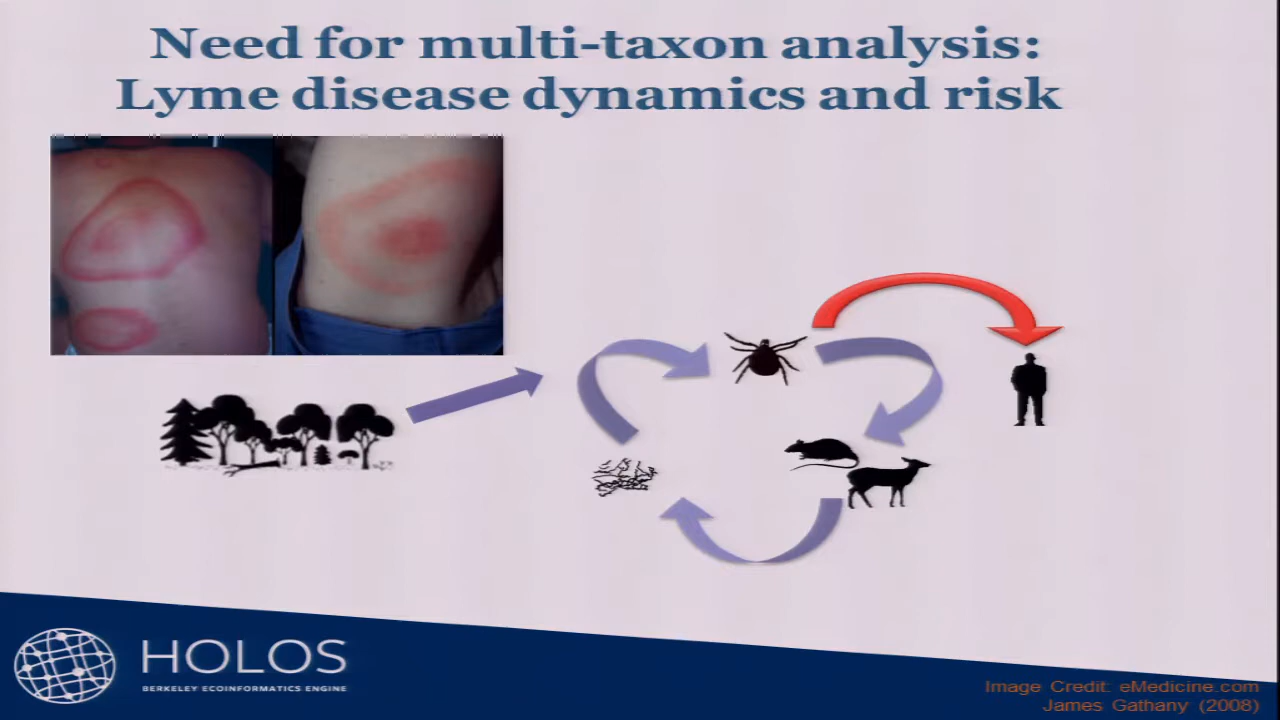 Need for multi-taxon analysis:
Lyme disease dynamics and risk
HOLOS
BERKELEY ECOINFORMATICS ENGINE
Image Credit: eMedicine.com
James Gathany (2008)